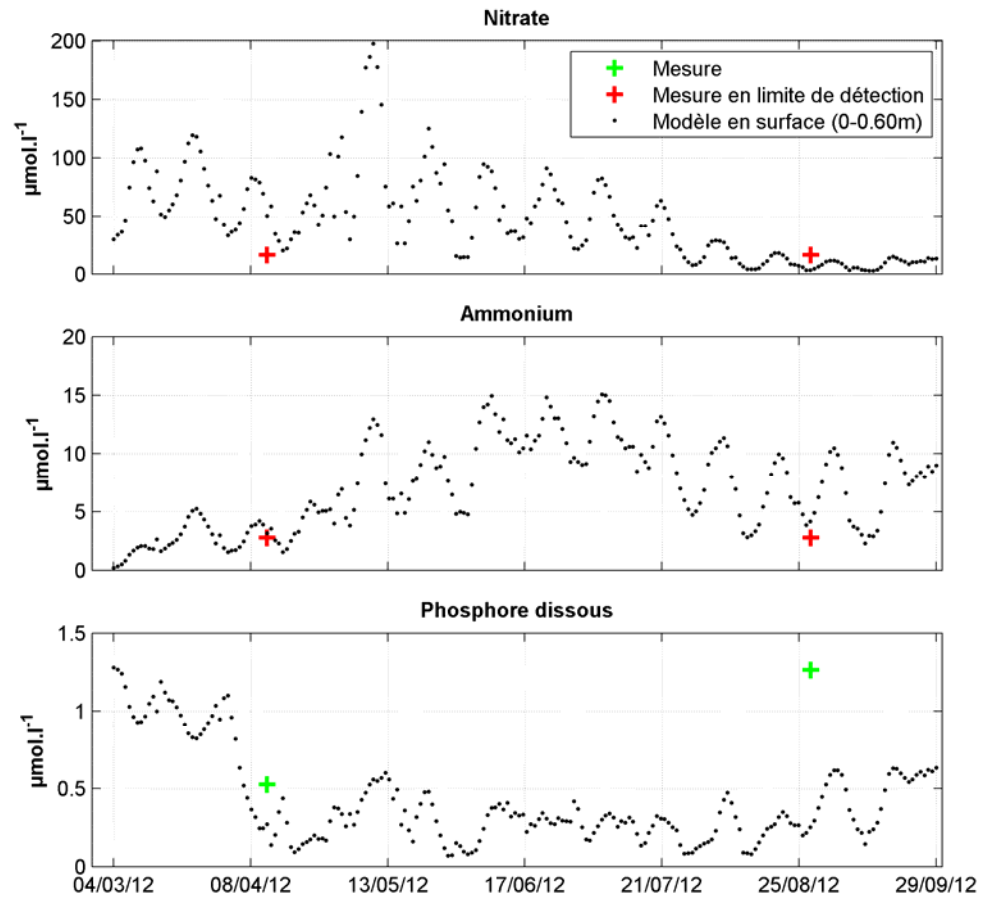 Nitrate
200
150
100
50
0
µmol.l-1
Mesure
Mesure en limite de détection
Modèle en surface (0-0.60m)
Ammonium
20
15
10
5
0
µmol.l-1
Phosphore dissous
1.5
1
0.5
0
µmol.l-1
04/03/12 08/04/12 13/05/12 17/06/12 21/07/12 25/08/12 29/09/12